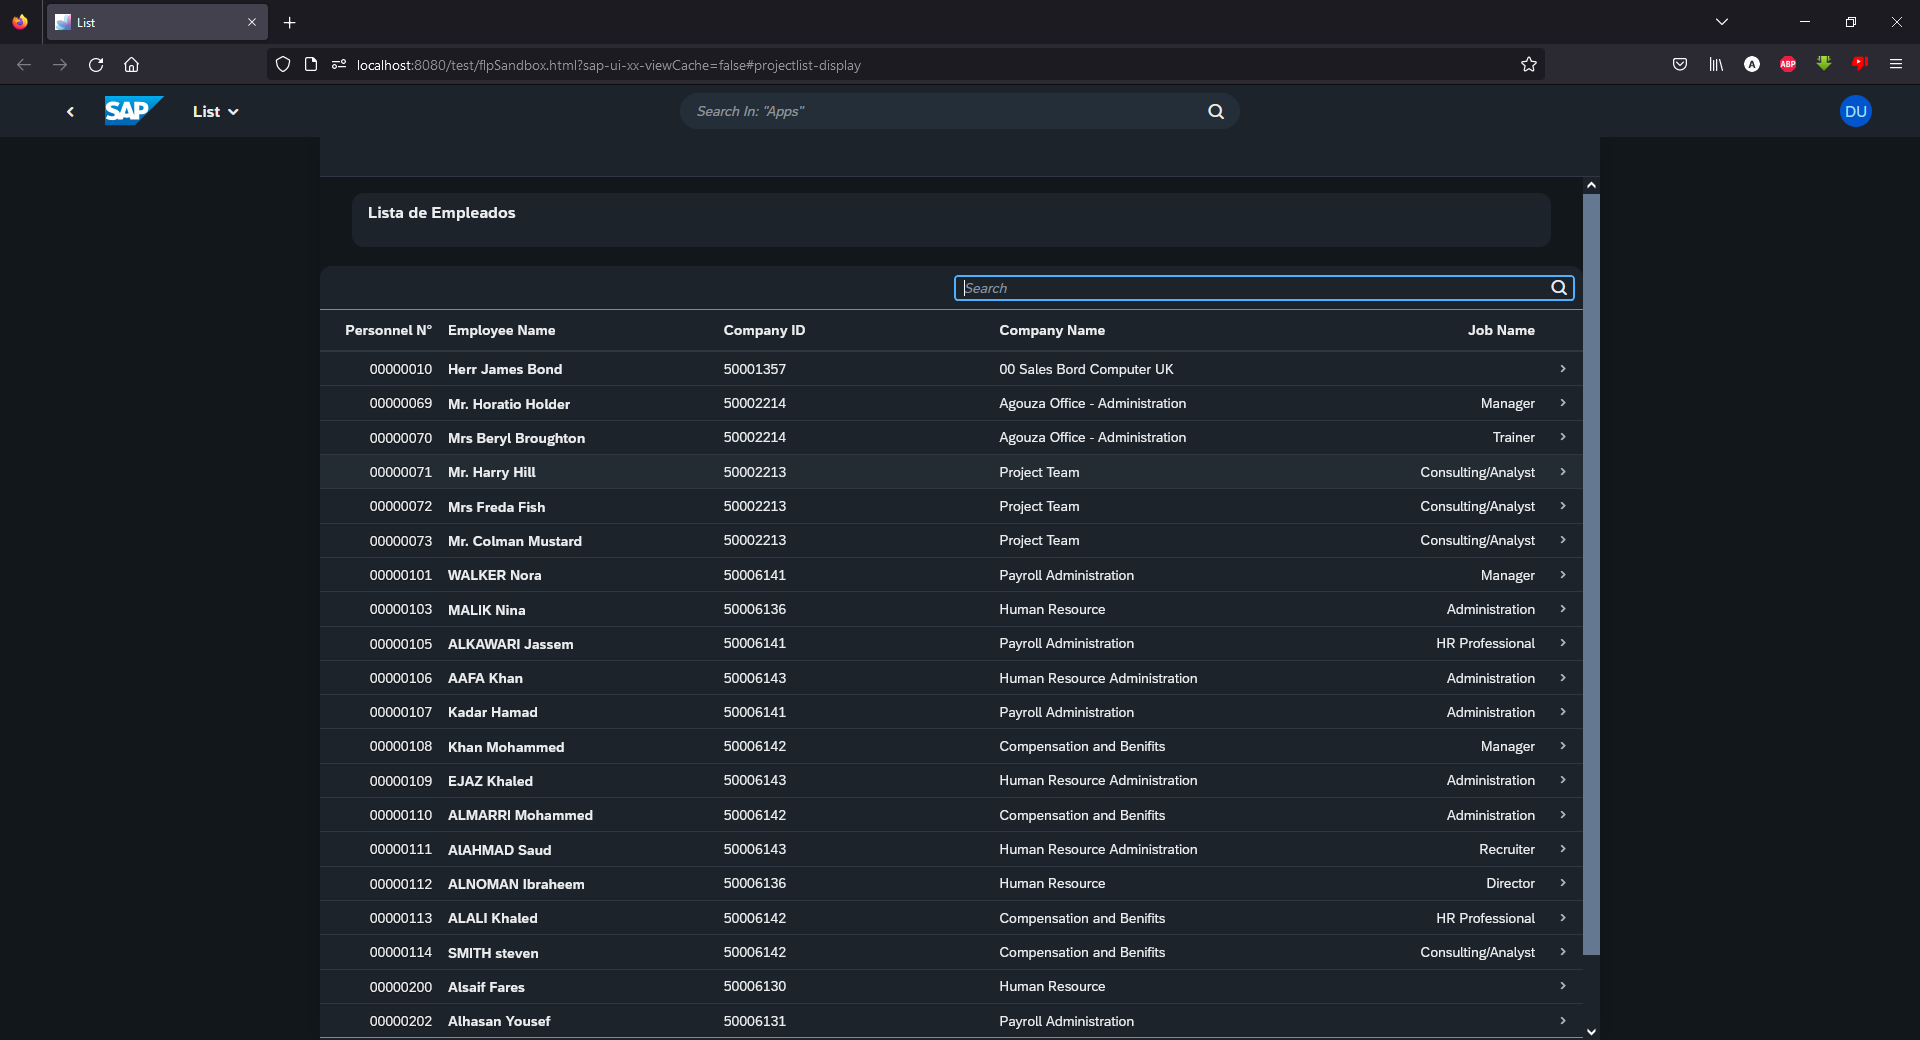 List
localhost:8080/test/flpSandbox.html?sap-ui-xx-viewCache=false#projectlist-display
A
ABP
SAP
List
Search In: "Apps"
DU
Lista de Empleados
Search
Personnel N° Employee Name Company ID Company Name Job Name
00000010 Herr James Bond 50001357 00 Sales Bord Computer UK
00000069 Mr. Horatio Holder 50002214 Agouza Office - Administration Manager
00000070 Mrs Beryl Broughton 50002214 Agouza Office - Administration Trainer
00000071 Mr. Harry Hill 50002213 Project Team Consulting/Analyst
00000072 Mrs Freda Fish 50002213 Project Team Consulting/Analyst
00000073 Mr. Colman Mustard 50002213 Project Team Consulting/Analyst
00000101 WALKER Nora 50006141 Payroll Administration Manager
00000103 MALIK Nina 50006136 Human Resource Administration
00000105 ALKAWARI Jassem 50006141 Payroll Administration HR Professional
00000106 AAFA Khan 50006143 Human Resource Administration Administration
00000107 Kadar Hamad 50006141 Payroll Administration Administration
00000108 Khan Mohammed 50006142 Compensation and Benifits Manager
00000109 EJAZ Khaled 50006143 Human Resource Administration Administration
00000110 ALMARRI Mohammed 50006142 Compensation and Benifits Administration
00000111 AlAHMAD Saud 50006143 Human Resource Administration Recruiter
00000112 ALNOMAN Ibraheem 50006136 Human Resource Director
00000113 ALALI Khaled 50006142 Compensation and Benifits HR Professional
00000114 SMITH steven 50006142 Compensation and Benifits Consulting/Analyst
00000200 Alsaif Fares 50006130 Human Resource
00000202 Alhasan Yousef 50006131 Payroll Administration